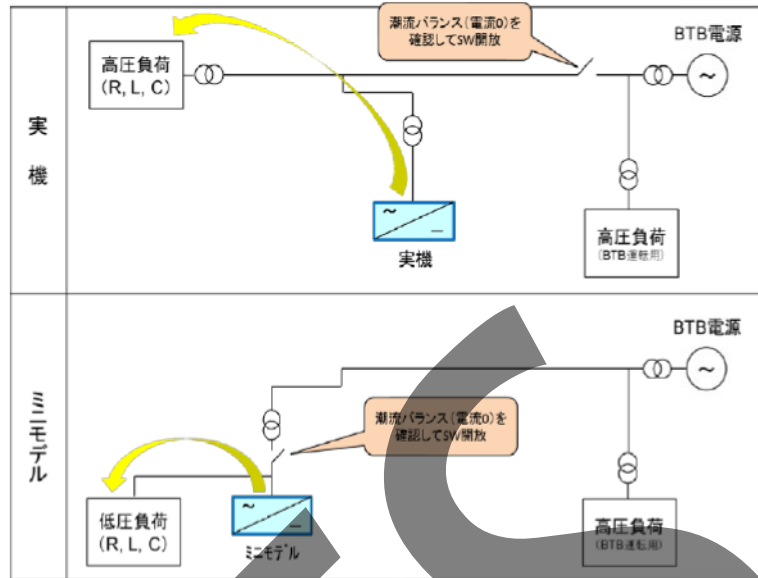 実機
潮流バランス(電流0)を
確認してSW開放
BTB電源
高圧負荷
(R, L, C)
~
~
—
実機
高圧負荷
(BTB運転用)
ミニモデル
BTB電源
~
潮流バランス(電流0)を
確認してSW開放
低圧負荷
(R, L, C)
~
—
ミニモデル
高圧負荷
(BTB運転用)